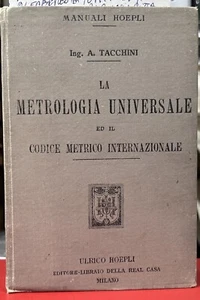 MANUALI HOEPLI
Ing. A. TACCHINI
LA
METROLOGIA UNIVERSALE
ED IL
CODICE METRICO INTERNAZIONALE
ULRICO HOEPLI
EDITORE-LIBRAIO DELLA REAL CASA
MILANO